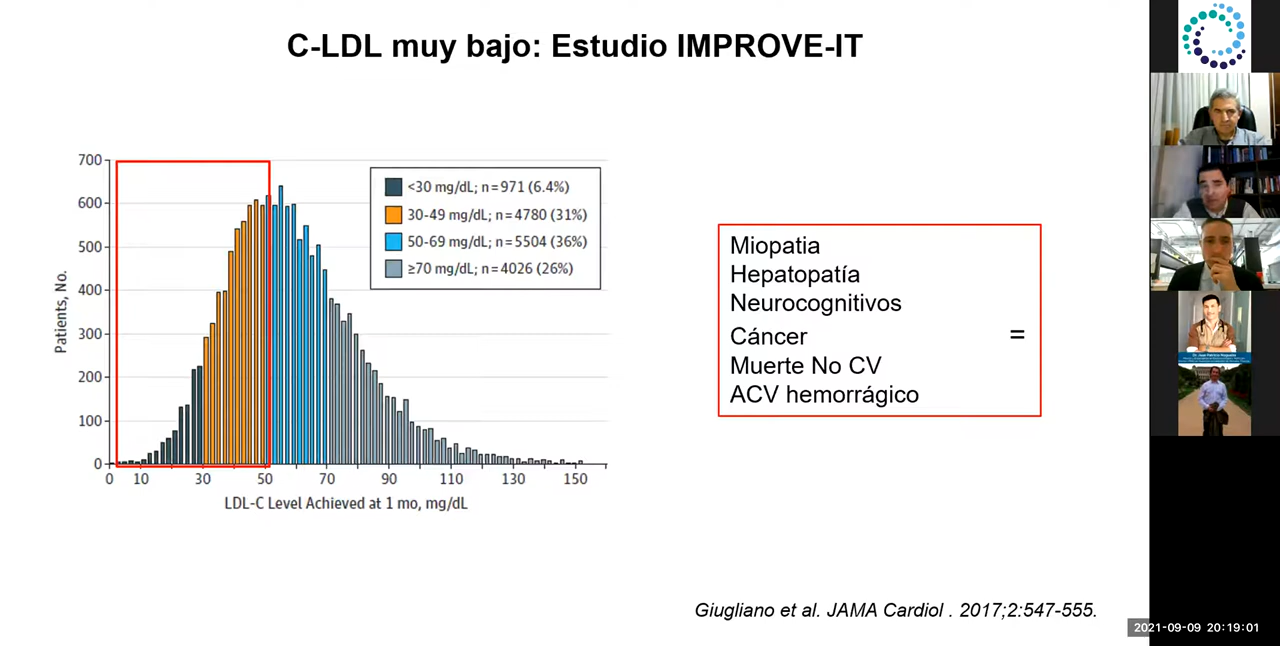 C-LDL muy bajo: Estudio IMPROVE-IT
700
600
500
400
300
200
100
0
Patients, No.
0 10 30 50 70 90 110 130 150
LDL-C Level Achieved at 1 mo, mg/dL
<30 mg/dL; n=971 (6.4%)
30-49 mg/dL; n=4780 (31%)
50-69 mg/dL; n=5504 (36%)
≥70 mg/dL; n=4026 (26%)
Miopatia
Hepatopatía
Neurocognitivos
Cáncer =
Muerte No CV
ACV hemorrágico
Giugliano et al. JAMA Cardiol . 2017;2:547-555.
2021-09-09 20:19:01